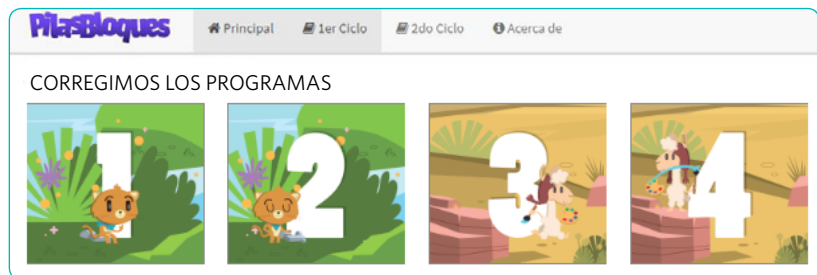 PilasBloques Principal 1er Ciclo 2do Ciclo Acerca de
CORREGIMOS LOS PROGRAMAS
1 2 3 4